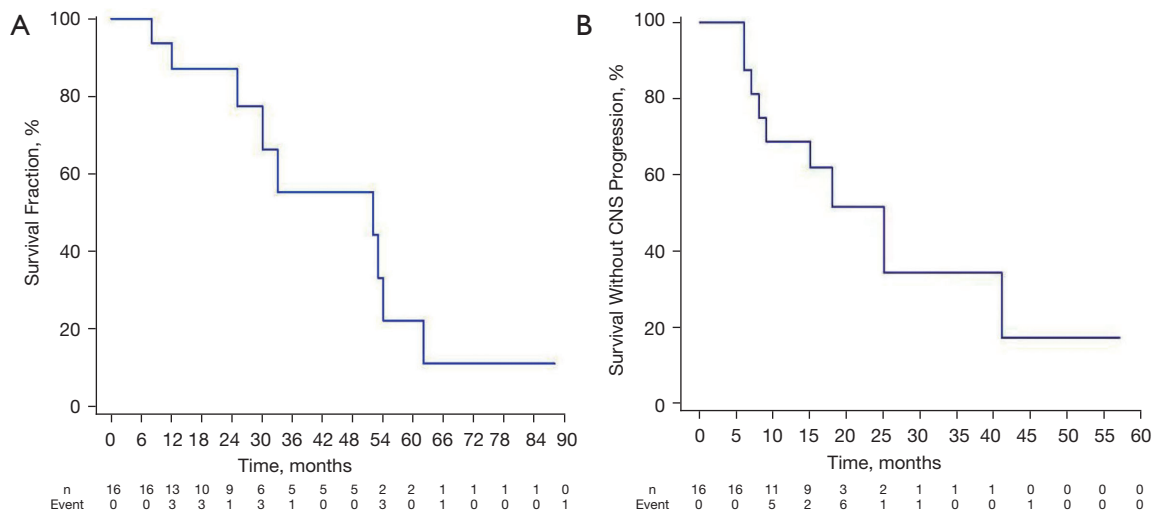 A
Survival Fraction, %
100
80
60
40
20
0
0 6 12 18 24 30 36 42 48 54 60 66 72 78 84 90
Time, months
n 16 16 13 10 9 6 5 5 5 2 2 1 1 1 1 0
Event 0 0 3 3 1 3 1 0 0 3 0 1 0 0 0 1
B
Survival Without CNS Progression, %
100
80
60
40
20
0
0 5 10 15 20 25 30 35 40 45 50 55 60
Time, months
n 16 16 11 9 3 2 1 1 1 0 0 0 0
Event 0 0 5 2 6 1 1 0 0 1 0 0 0